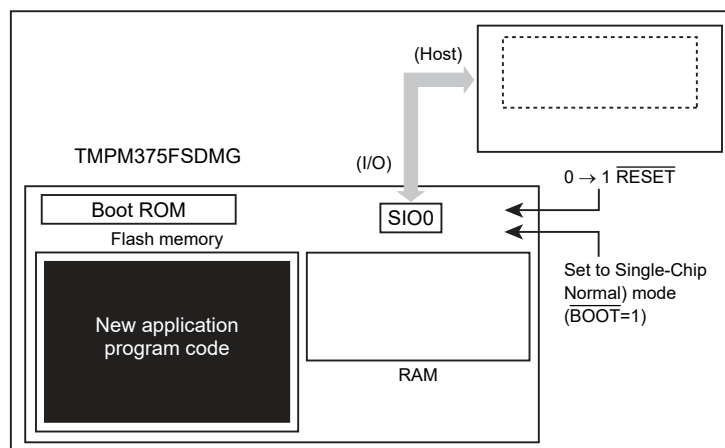 (Host)
TMPM375FSDMG
(I/O)
0 → 1 RESET
Boot ROM
SIO0
Flash memory
Set to Single-Chip
Normal) mode
(BOOT=1)
New application
program code
RAM